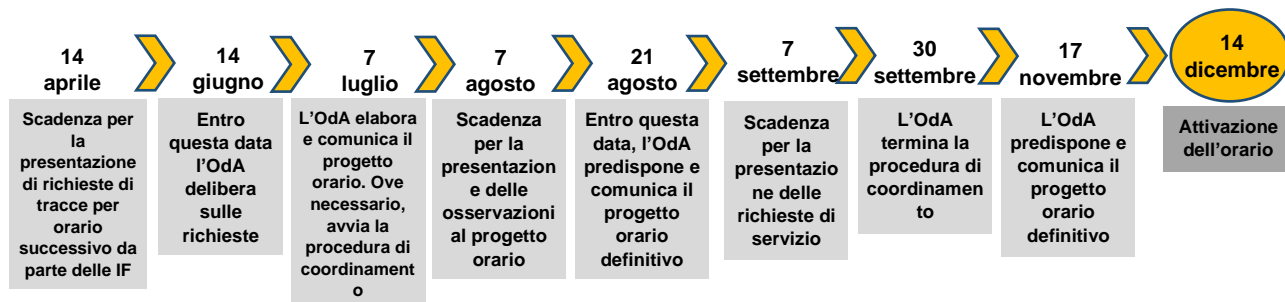 14
aprile
Scadenza per
la
presentazione
di richieste di
tracce per
orario
successivo da
parte delle IF
14
giugno
Entro
questa data
l'OdA
delibera
sulle
richieste
7
luglio
L'OdA elabora
e comunica il
progetto
orario. Ove
necessario,
avvia la
procedura di
coordinament
o
7
agosto
Scadenza
per la
presentazion
e delle
osservazioni
al progetto
orario
21
agosto
Entro questa
data, l'OdA
predispone e
comunica il
progetto
orario
definitivo
7
settembre
Scadenza
per la
presentazio
ne delle
richieste di
servizio
30
settembre
L'OdA
termina la
procedura di
coordinamen
to
17
novembre
L'OdA
predispone e
comunica il
progetto
orario
definitivo
14
dicembre
Attivazione
dell'orario